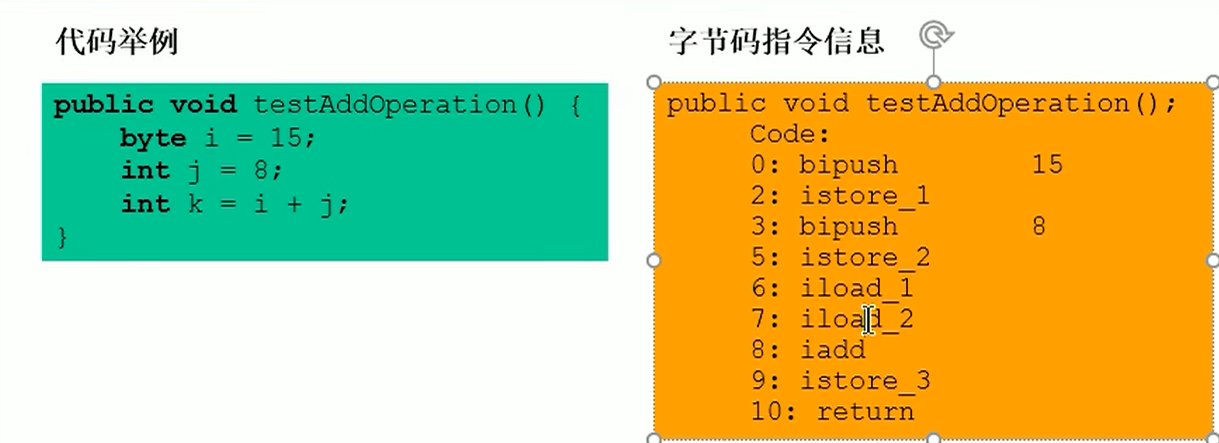 代码举例
public void testAddOperation() {
byte i = 15;
int j = 8;
int k = i + j;
}
字节码指令信息
public void testAddOperation();
Code:
0: bipush 15
2: istore_1
3: bipush 8
5: istore_2
6: iload_1
7: iload_2
8: iadd
9: istore_3
10: return